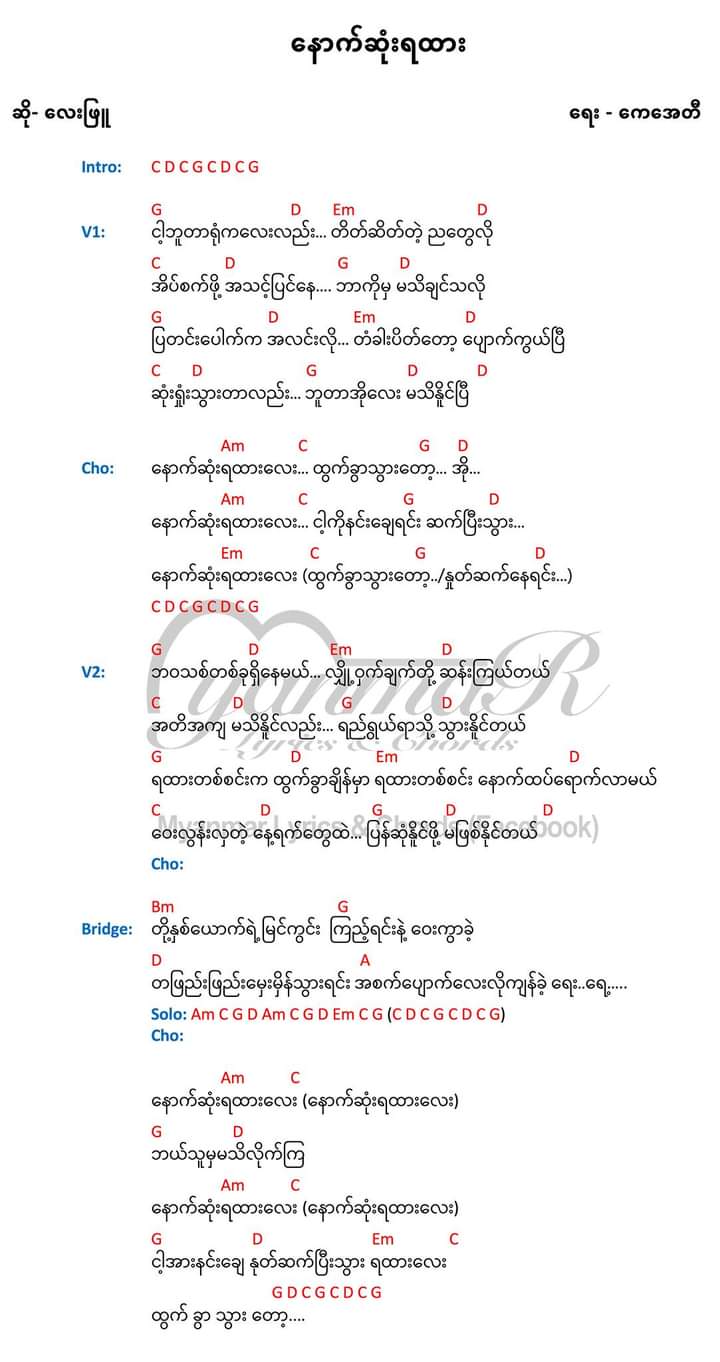 နောက်ဆုံးရထား
ဆို- လေးဖြူ ရေး - ကေအေတီ
Intro: C D C G C D C G
G D Em D
V1: ငါ့ဘူတာရုံကလေးလည်း... တိတ်ဆိတ်တဲ့ ညတွေလို
C D G D
အိပ်စက်ဖို့ အသင့်ပြင်နေ.... ဘာကိုမှ မသိချင်သလို
G D Em D
ပြတင်းပေါက်က အလင်းလို... တံခါးပိတ်တော့ ပျောက်ကွယ်ပြီ
C D G D D
ဆုံးရှုံးသွားတာလည်း... ဘူတာအိုလေး မသိနိူင်ပြီ
Am C G D
Cho: နောက်ဆုံးရထားလေး... ထွက်ခွာသွားတော့... အို...
Am C G D
နောက်ဆုံးရထားလေး... ငါ့ကိုနင်းချေရင်း ဆက်ပြီးသွား...
Em C G D
နောက်ဆုံးရထားလေး (ထွက်ခွာသွားတော့../နှုတ်ဆက်နေရင်း...)
C D C G C D C G
G D Em D
V2: ဘဝသစ်တစ်ခုရှိနေမယ်... လျှို့ဝှက်ချက်တို့ ဆန်းကြယ်တယ်
C D G D
အတိအကျ မသိနိူင်လည်း... ရည်ရွယ်ရာသို့ သွားနိူင်တယ်
G D Em D
ရထားတစ်စင်းက ထွက်ခွာချိန်မှာ ရထားတစ်စင်း နောက်ထပ်ရောက်လာမယ်
C D G D D
ဝေးလွန်းလှတဲ့ နေ့ရက်တွေထဲ... ပြန်ဆုံနိူင်ဖို့ မဖြစ်နိုင်တယ်
Cho:
Bm G
Bridge: တို့နှစ်ယောက်ရဲ့မြင်ကွင်း ကြည့်ရင်းနဲ့ ဝေးကွာခဲ့
D A
တဖြည်းဖြည်းမှေးမှိန်သွားရင်း အစက်ပျောက်လေးလိုကျန်ခဲ့ ရေး..ရေ့.....
Solo: Am C G D Am C G D Em C G (C D C G C D C G)
Cho:
Am C
နောက်ဆုံးရထားလေး (နောက်ဆုံးရထားလေး)
G D
ဘယ်သူမှမသိလိုက်ကြ
Am C
နောက်ဆုံးရထားလေး (နောက်ဆုံးရထားလေး)
G D Em C
ငါ့အားနင်းချေ နှုတ်ဆက်ပြီးသွား ရထားလေး
G D C G C D C G
ထွက် ခွာ သွား တော့....
MyanmaR
Lyrics & Chords
Myanmar Lyrics & Chords (Facebook)